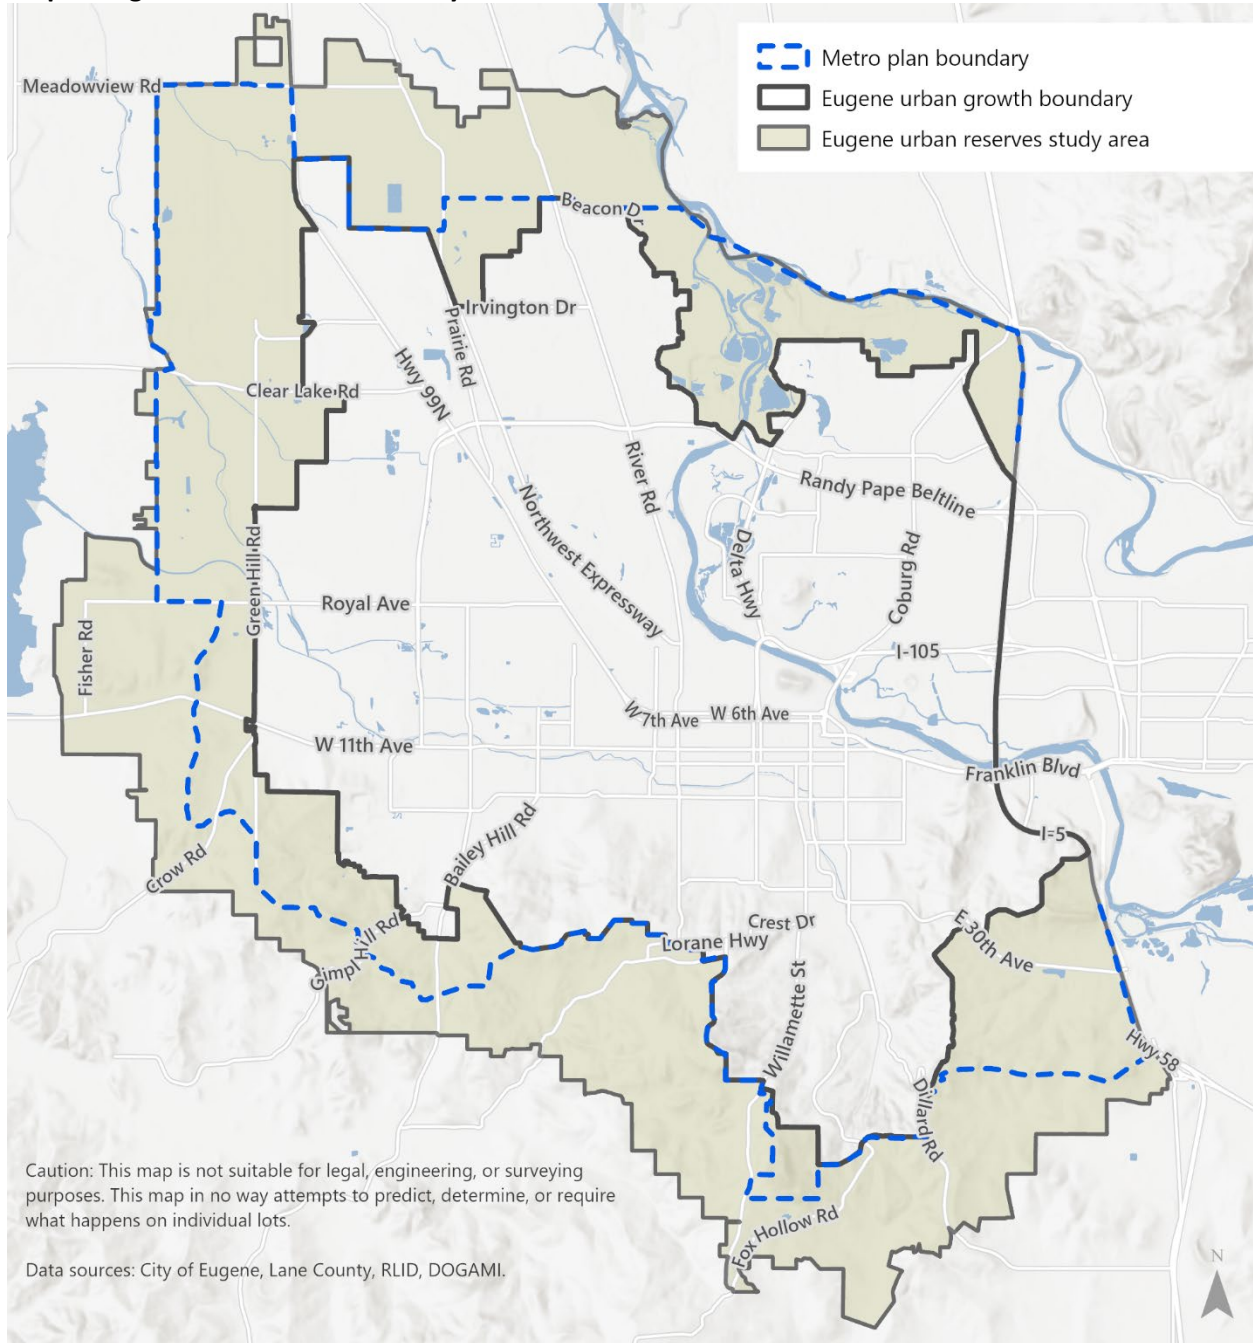 Metro plan boundary
Eugene urban growth boundary
Eugene urban reserves study area
Meadowview Rd
Beacon Dr
Irvington Dr
Prairie Rd
Hwy 99N
Clear Lake Rd
River Rd
Randy Pape Beltline
Northwest Expressway
Delta Hwy
Coburg Rd
Green Hill Rd
Royal Ave
Fisher Rd
I-105
W 7th Ave
W 6th Ave
W 11th Ave
Franklin Blvd
I-5
Bailey Hill Rd
Crow Rd
Gimpl Hill Rd
Crest Dr
Lorane Hwy
E 30th Ave
Willamette St
Hwy 58
Dillard Rd
Fox Hollow Rd
Caution: This map is not suitable for legal, engineering, or surveying
purposes. This map in no way attempts to predict, determine, or require
what happens on individual lots.
Data sources: City of Eugene, Lane County, RLID, DOGAMI.
N